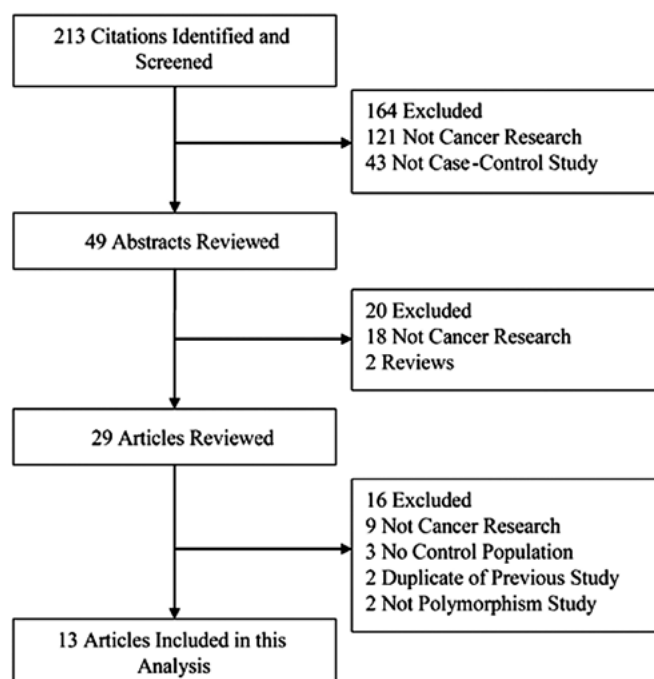 213 Citations Identified and
Screened
164 Excluded
121 Not Cancer Research
43 Not Case-Control Study
49 Abstracts Reviewed
20 Excluded
18 Not Cancer Research
2 Reviews
29 Articles Reviewed
16 Excluded
9 Not Cancer Research
3 No Control Population
2 Duplicate of Previous Study
2 Not Polymorphism Study
13 Articles Included in this
Analysis